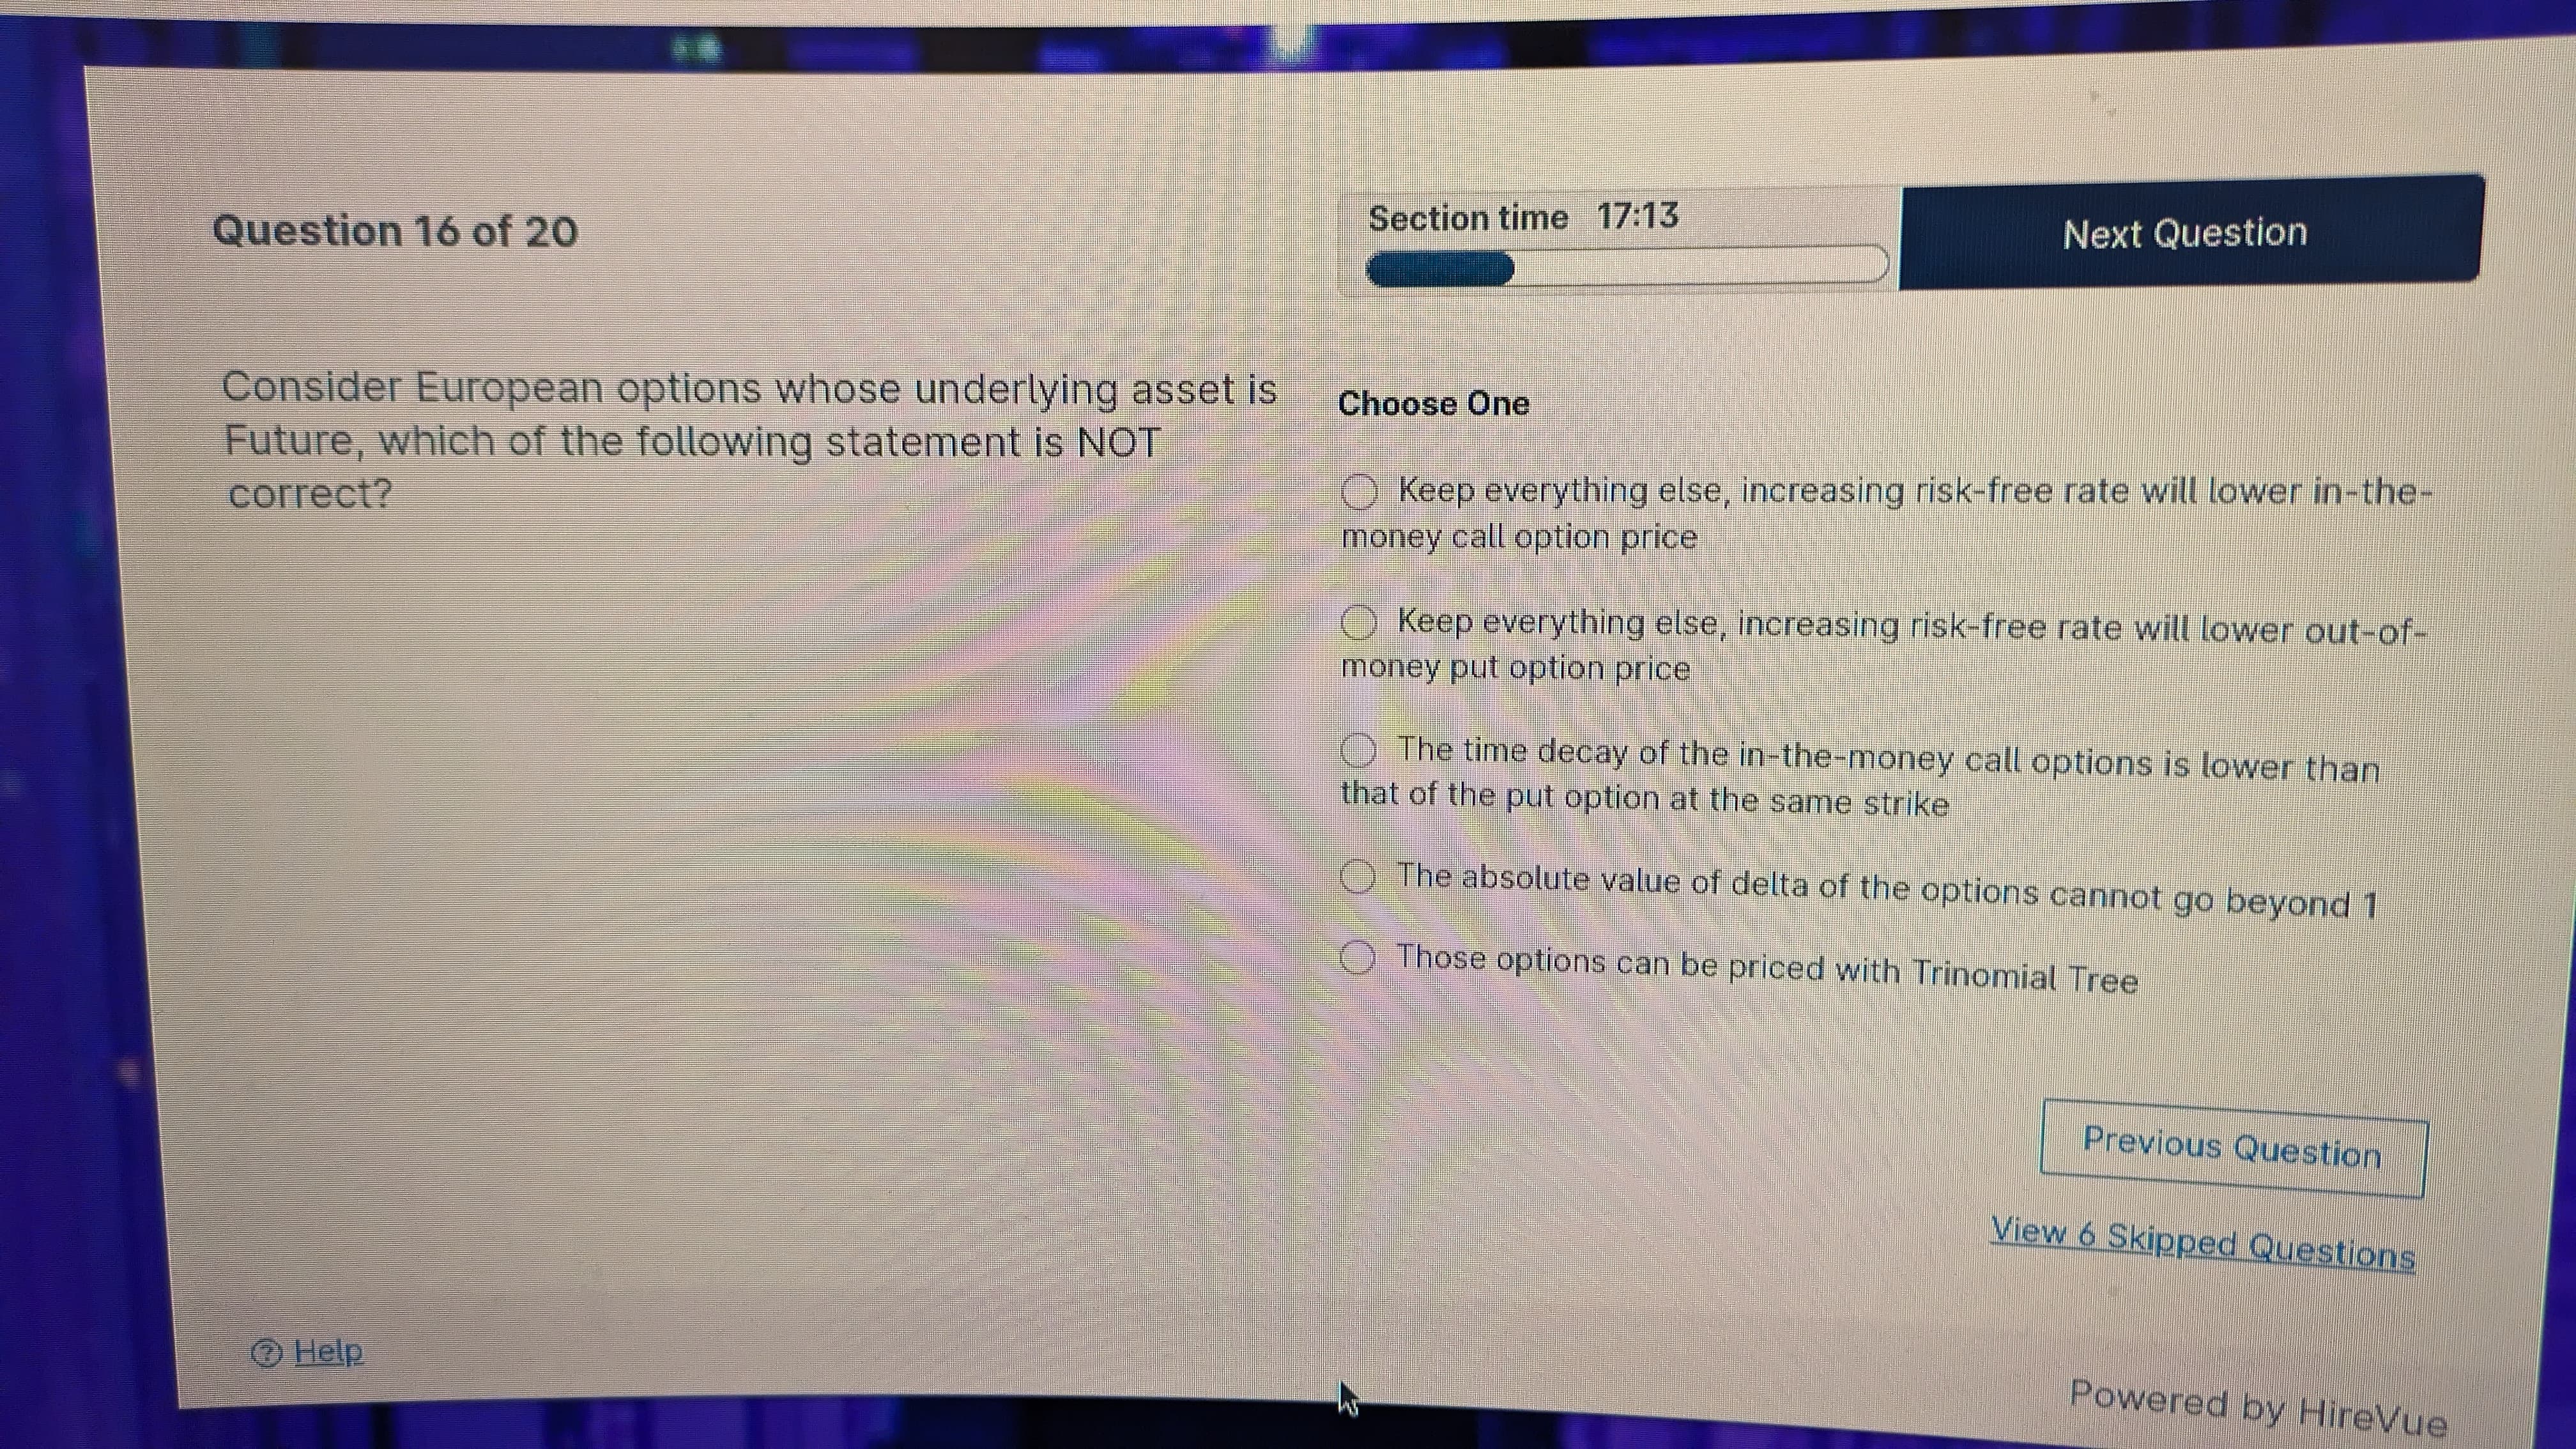 Question 16 of 20
Section time 17:13
Next Question
Consider European options whose underlying asset is
Future, which of the following statement is NOT
correct?
Choose One
Keep everything else, increasing risk-free rate will lower in-the-
money call option price
Keep everything else, increasing risk-free rate will lower out-of-
money put option price
The time decay of the in-the-money call options is lower than
that of the put option at the same strike
The absolute value of delta of the options cannot go beyond 1
Those options can be priced with Trinomial Tree
Previous Question
View 6 Skipped Questions
? Help
Powered by HireVue